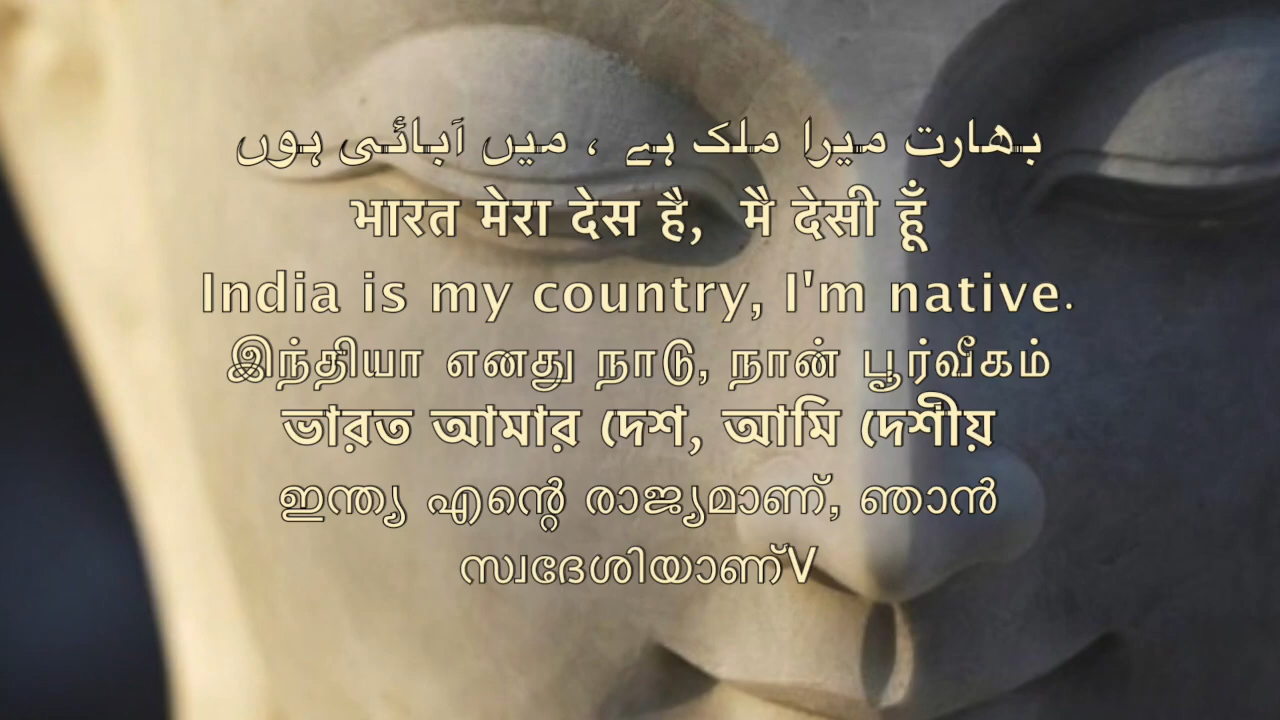 بھارت میرا ملک ہے ، میں آبائی ہوں
भारत मेरा देस है, मै देसी हूँ
India is my country, I'm native.
இந்தியா எனது நாடு, நான் பூர்வீகம்
ভারত আমার দেশ, আমি দেশীয়
ഇന്ത്യ എന്റെ രാജ്യമാണ്, ഞാൻ
സ്വദേശിയാണ്V